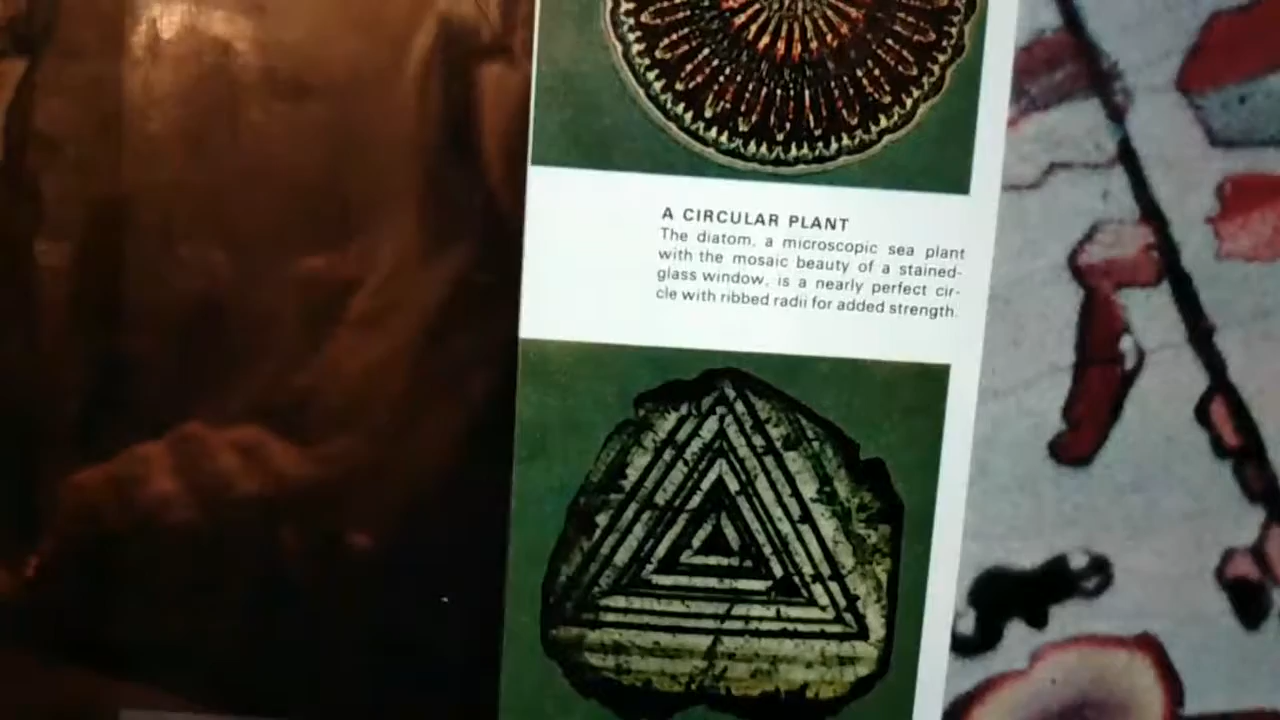 A CIRCULAR PLANT
The diatom, a microscopic sea plant
with the mosaic beauty of a stained-
glass window, is a nearly perfect cir-
cle with ribbed radii for added strength.